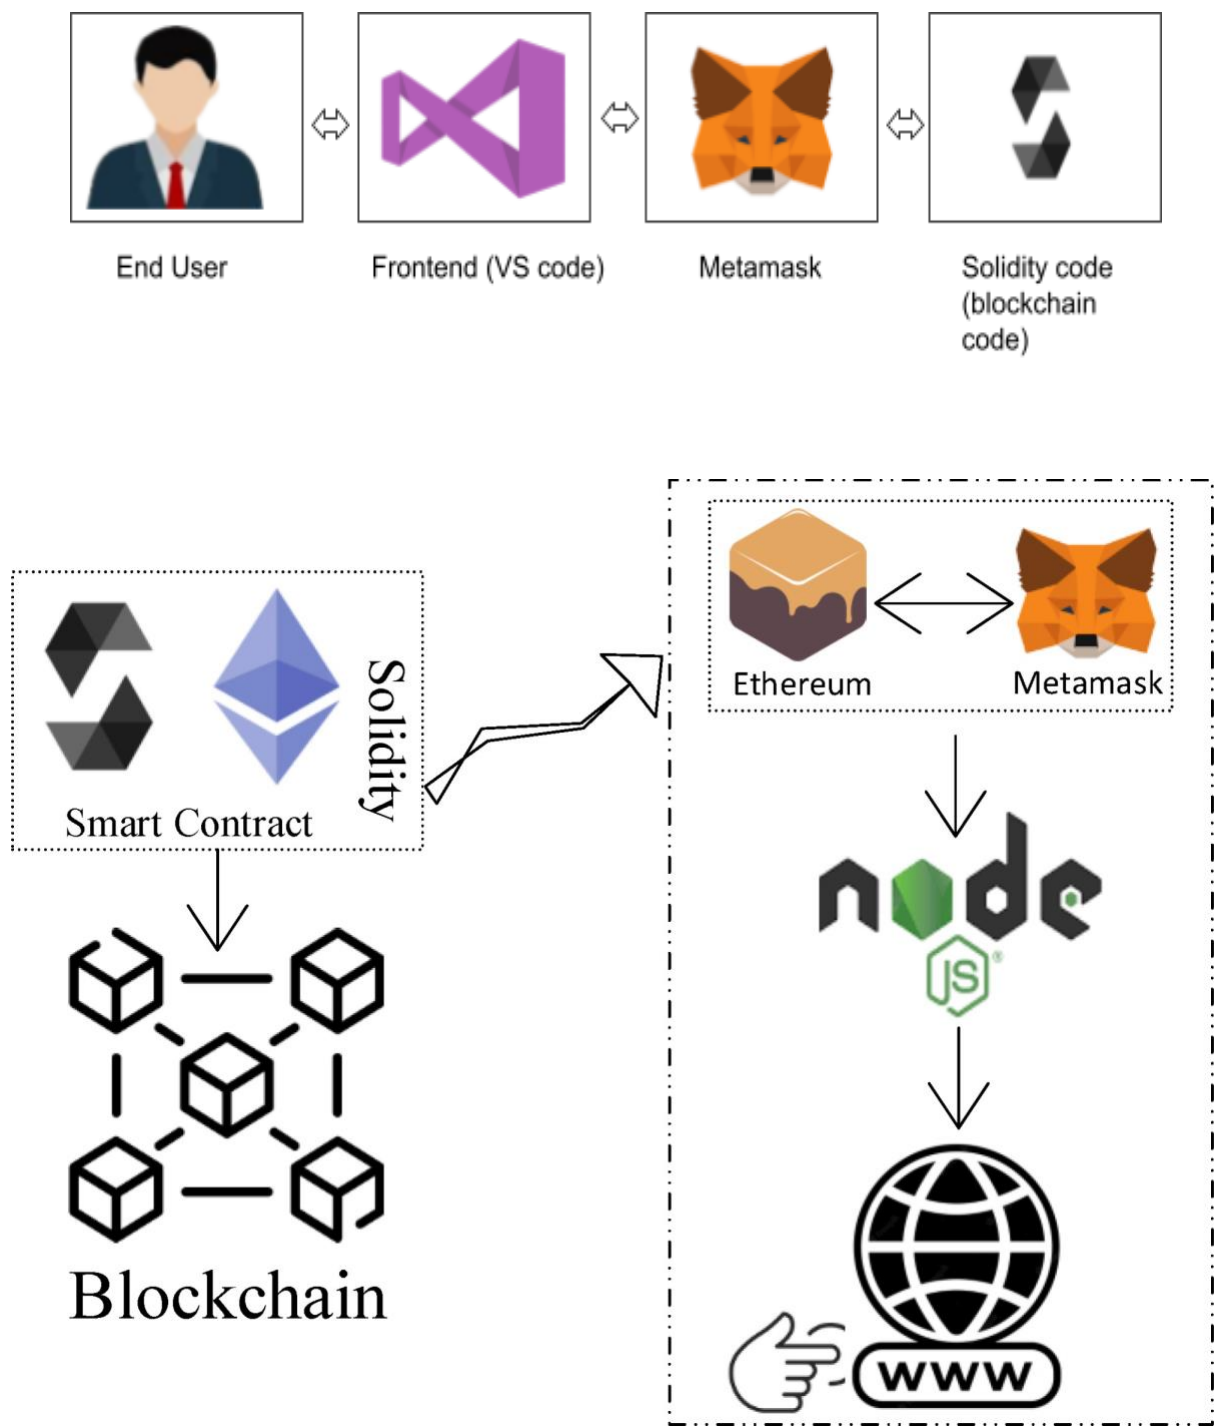 End User
Frontend (VS code)
Metamask
Solidity code
(blockchain
code)
Ethereum
Metamask
Solidity
Smart Contract
node
JS®
Blockchain
www